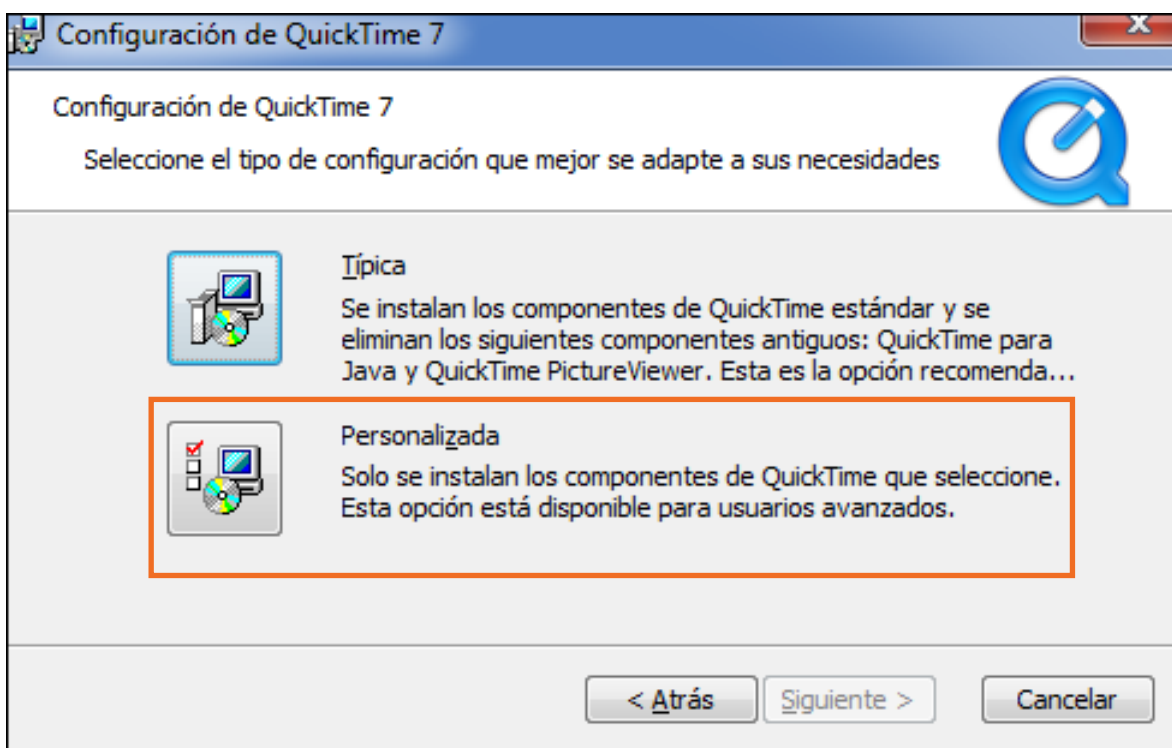 Configuración de QuickTime 7
Configuración de QuickTime 7
Seleccione el tipo de configuración que mejor se adapte a sus necesidades
Típica
Se instalan los componentes de QuickTime estándar y se
eliminan los siguientes componentes antiguos: QuickTime para
Java y QuickTime PictureViewer. Esta es la opción recomenda...
Personalizada
Solo se instalan los componentes de QuickTime que seleccione.
Esta opción está disponible para usuarios avanzados.
< Atrás Siguiente > Cancelar